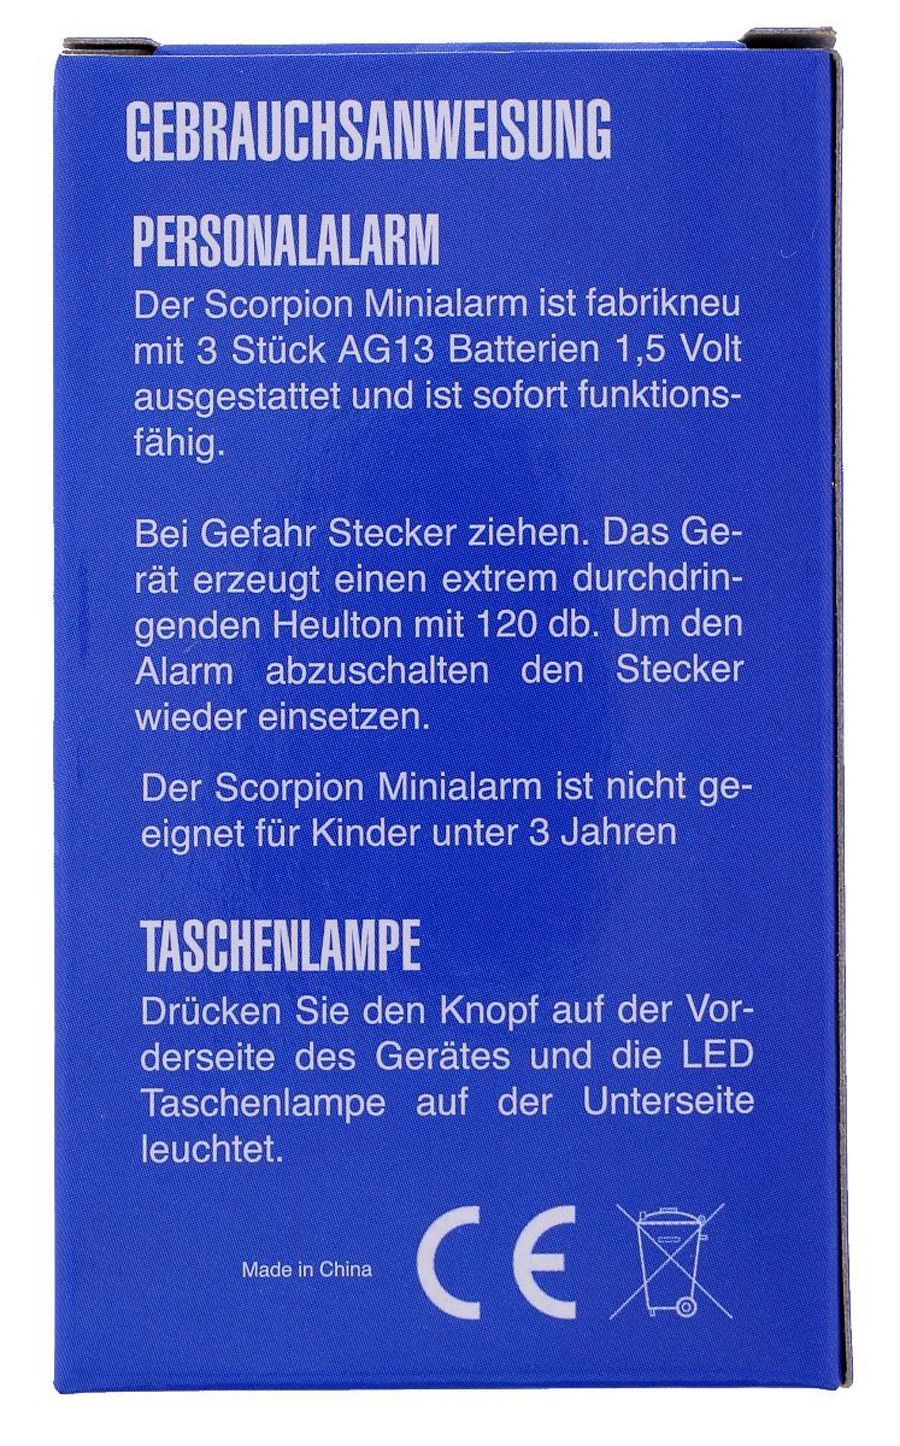 GEBRAUCHSANWEISUNG
PERSONALALARM
Der Scorpion Minialarm ist fabrikneu
mit 3 Stück AG13 Batterien 1,5 Volt
ausgestattet und ist sofort funktions-
fähig.
Bei Gefahr Stecker ziehen. Das Ge-
rät erzeugt einen extrem durchdrin-
genden Heulton mit 120 db. Um den
Alarm abzuschalten den Stecker
wieder einsetzen.
Der Scorpion Minialarm ist nicht ge-
eignet für Kinder unter 3 Jahren
TASCHENLAMPE
Drücken Sie den Knopf auf der Vor-
derseite des Gerätes und die LED
Taschenlampe auf der Unterseite
leuchtet.
Made in China CE